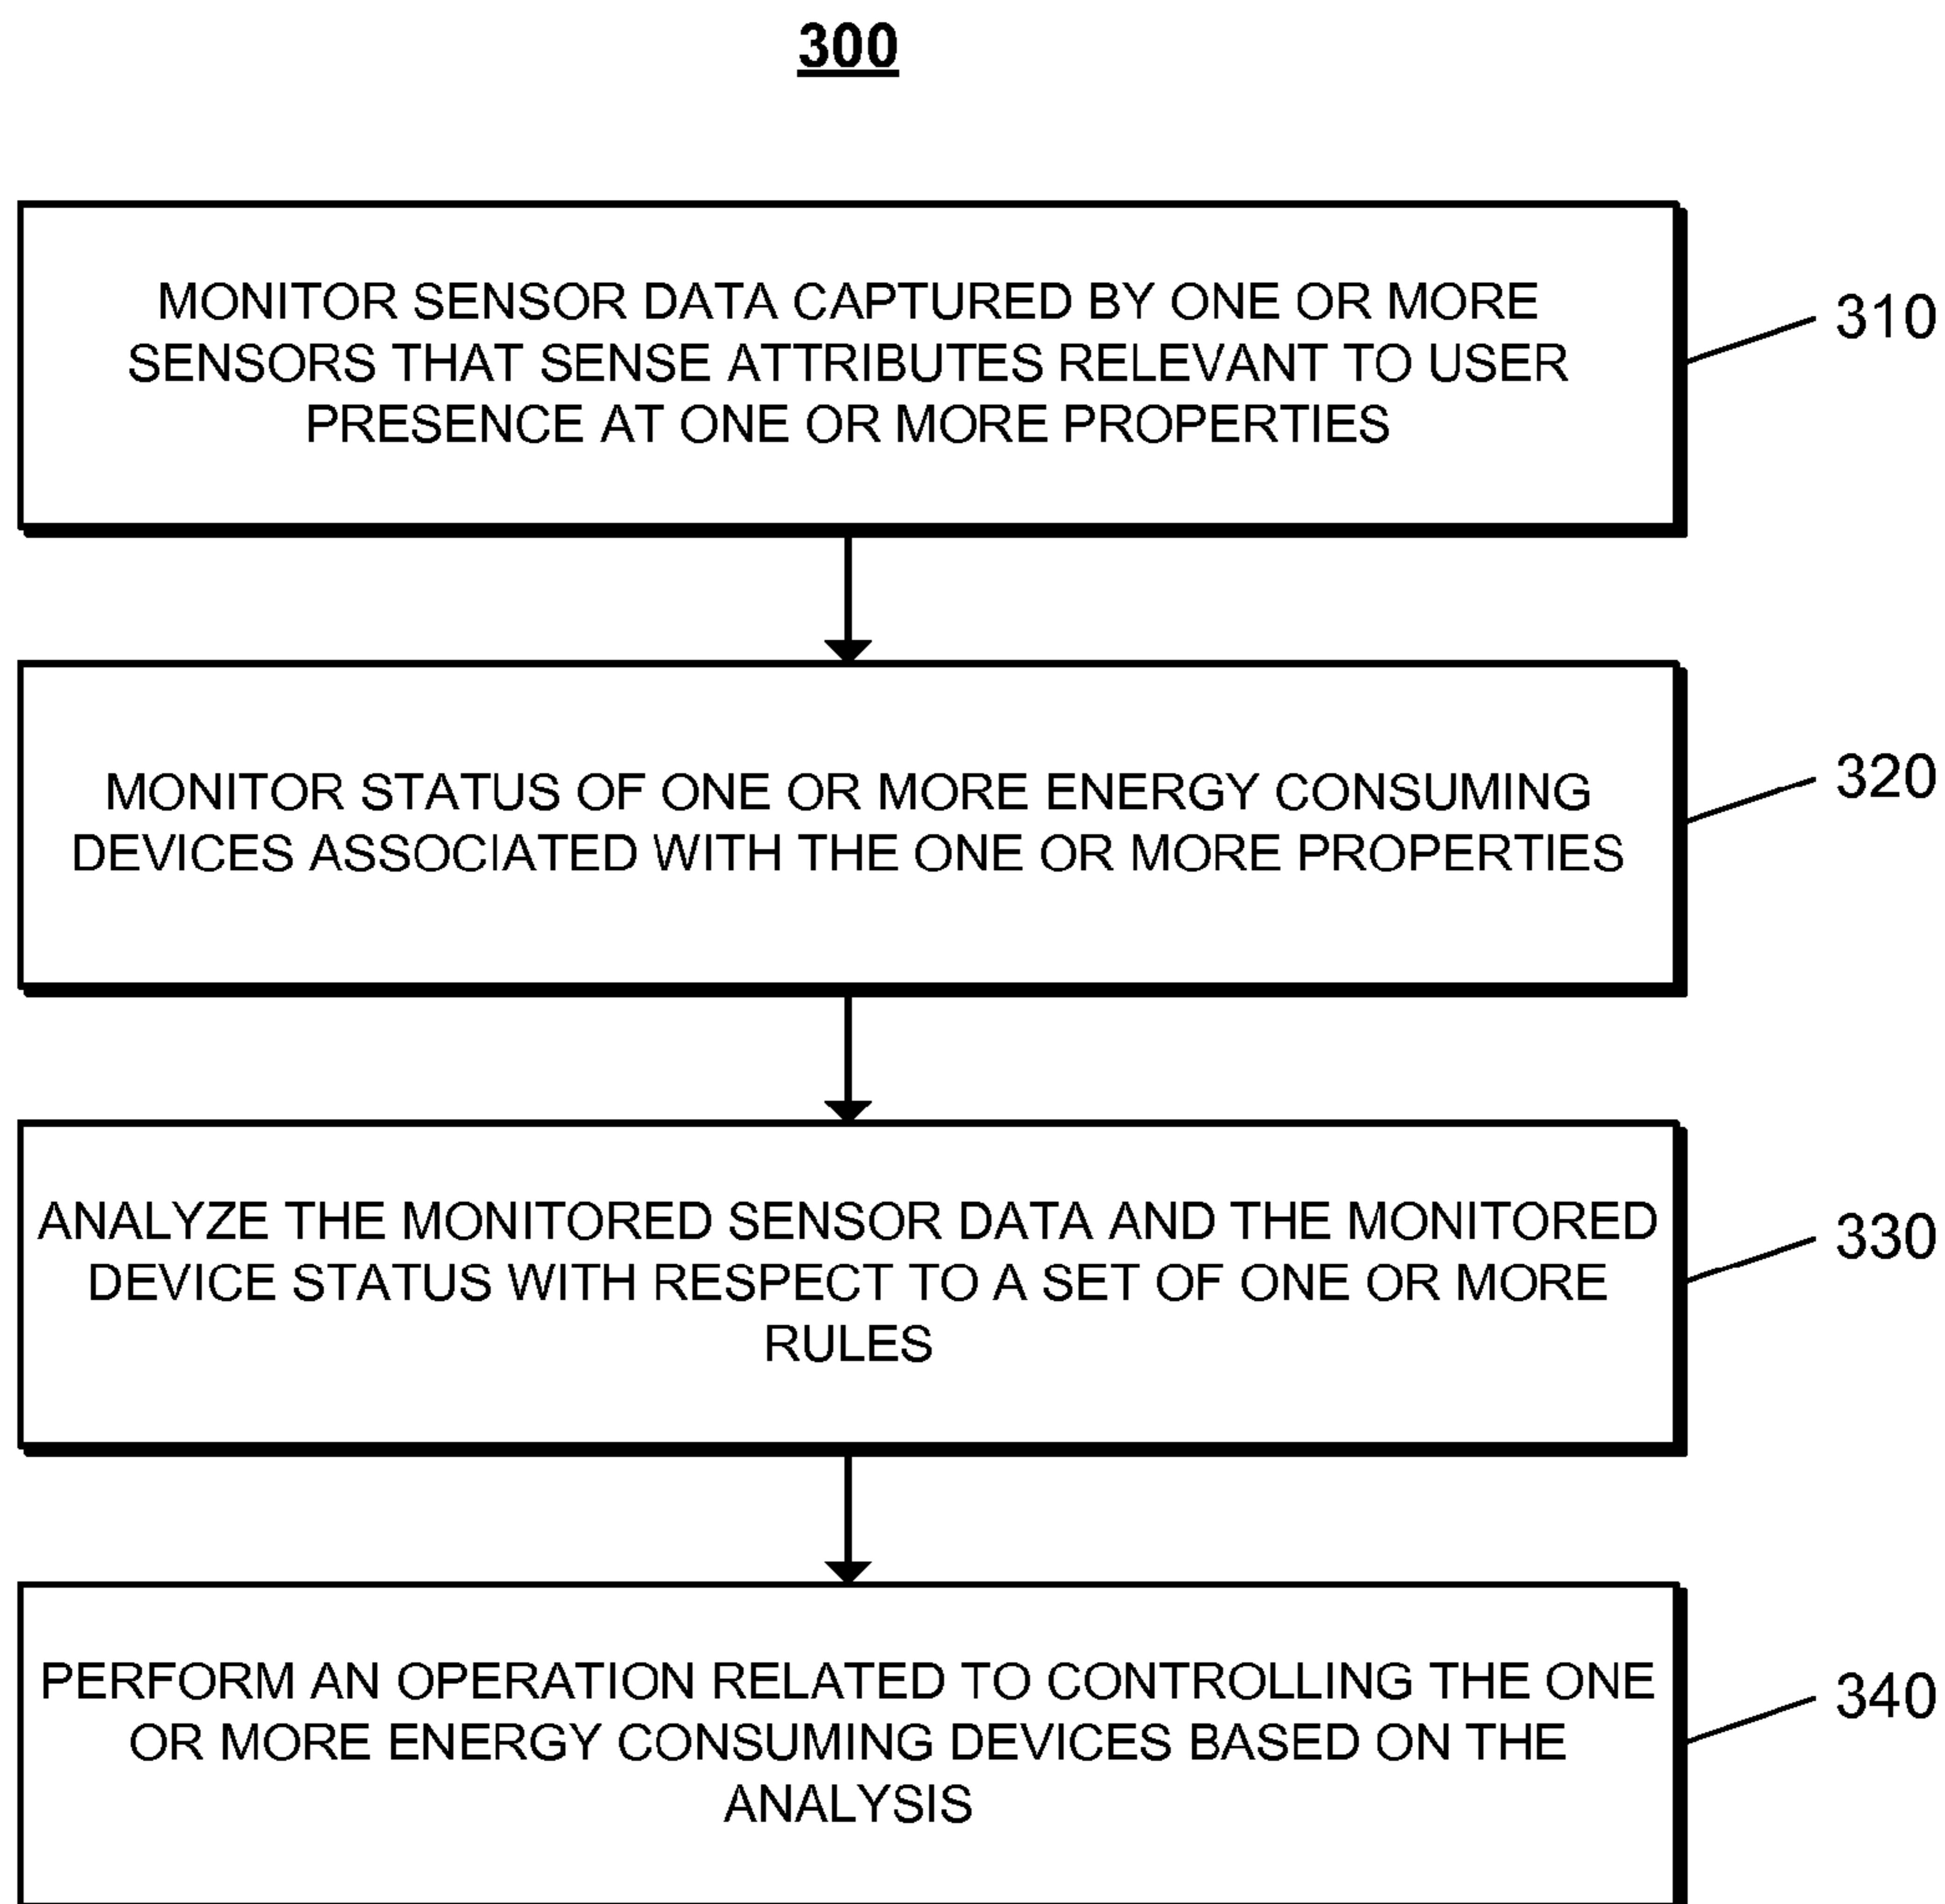 300
MONITOR SENSOR DATA CAPTURED BY ONE OR MORE
SENSORS THAT SENSE ATTRIBUTES RELEVANT TO USER
PRESENCE AT ONE OR MORE PROPERTIES
310
MONITOR STATUS OF ONE OR MORE ENERGY CONSUMING
DEVICES ASSOCIATED WITH THE ONE OR MORE PROPERTIES
320
ANALYZE THE MONITORED SENSOR DATA AND THE MONITORED
DEVICE STATUS WITH RESPECT TO A SET OF ONE OR MORE
RULES
330
PERFORM AN OPERATION RELATED TO CONTROLLING THE ONE
OR MORE ENERGY CONSUMING DEVICES BASED ON THE
ANALYSIS
340